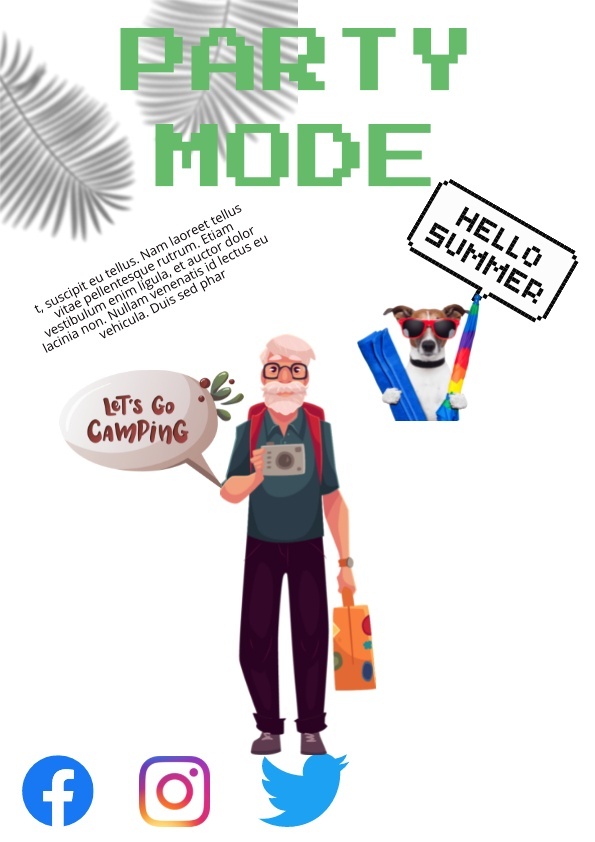 PARTY
MODE
HELLO
SUMMER
t, suscipit eu tellus. Nam laoreet tellus
vitae pellentesque rutrum. Etiam
vestibulum enim ligula, et auctor dolor
lacinia non. Nullam venenatis id lectus eu
vehicula. Duis sed phar
LET'S GO
CAMPING